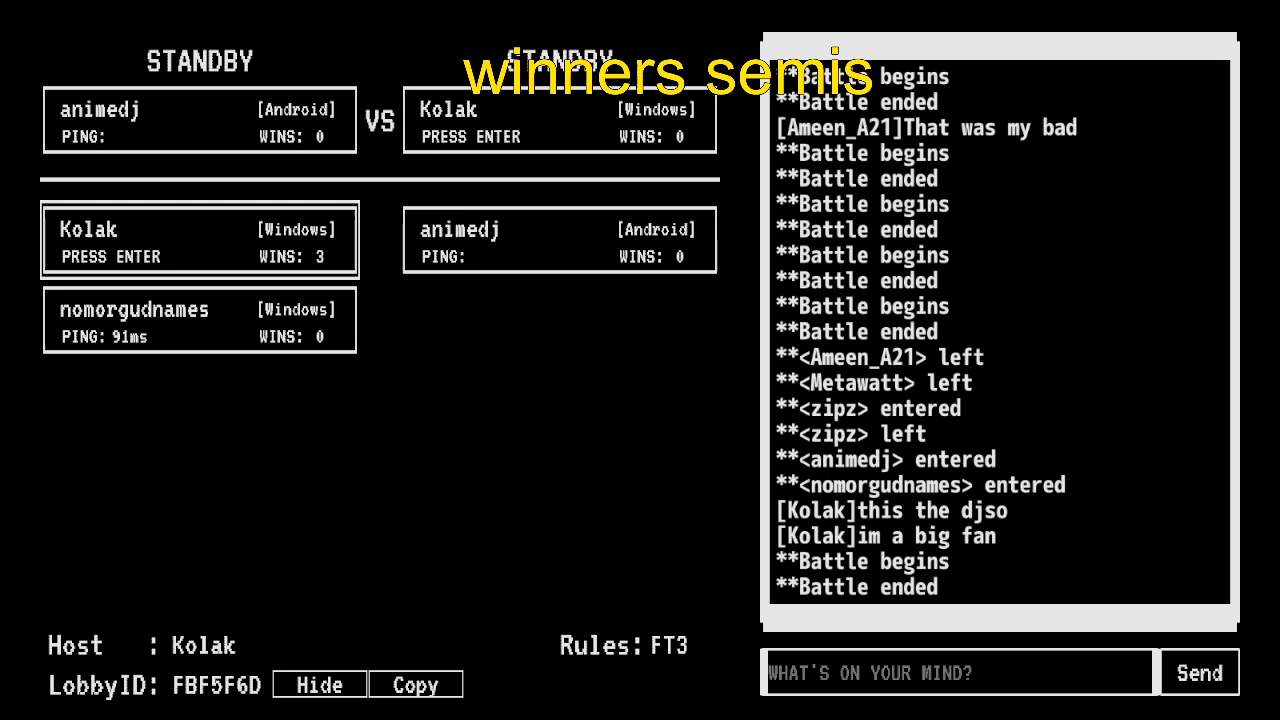 winners semis
STANDBY
STANDBY
animedj [Android]
PING: WINS: 0
VS
Kolak [Windows]
PRESS ENTER WINS: 0
Kolak [Windows]
PRESS ENTER WINS: 3
animedj [Android]
PING: WINS: 0
nomorgudnames [Windows]
PING: 91ms WINS: 0
Host : Kolak
Rules: FT3
LobbyID: FBF5F6D Hide Copy
**Battle begins
**Battle ended
[Ameen_A21]That was my bad
**Battle begins
**Battle ended
**Battle begins
**Battle ended
**Battle begins
**Battle ended
**Battle begins
**Battle ended
**<Ameen_A21> left
**<Metawatt> left
**<zipz> entered
**<zipz> left
**<animedj> entered
**<nomorgudnames> entered
[Kolak]this the djso
[Kolak]im a big fan
**Battle begins
**Battle ended
WHAT'S ON YOUR MIND? Send